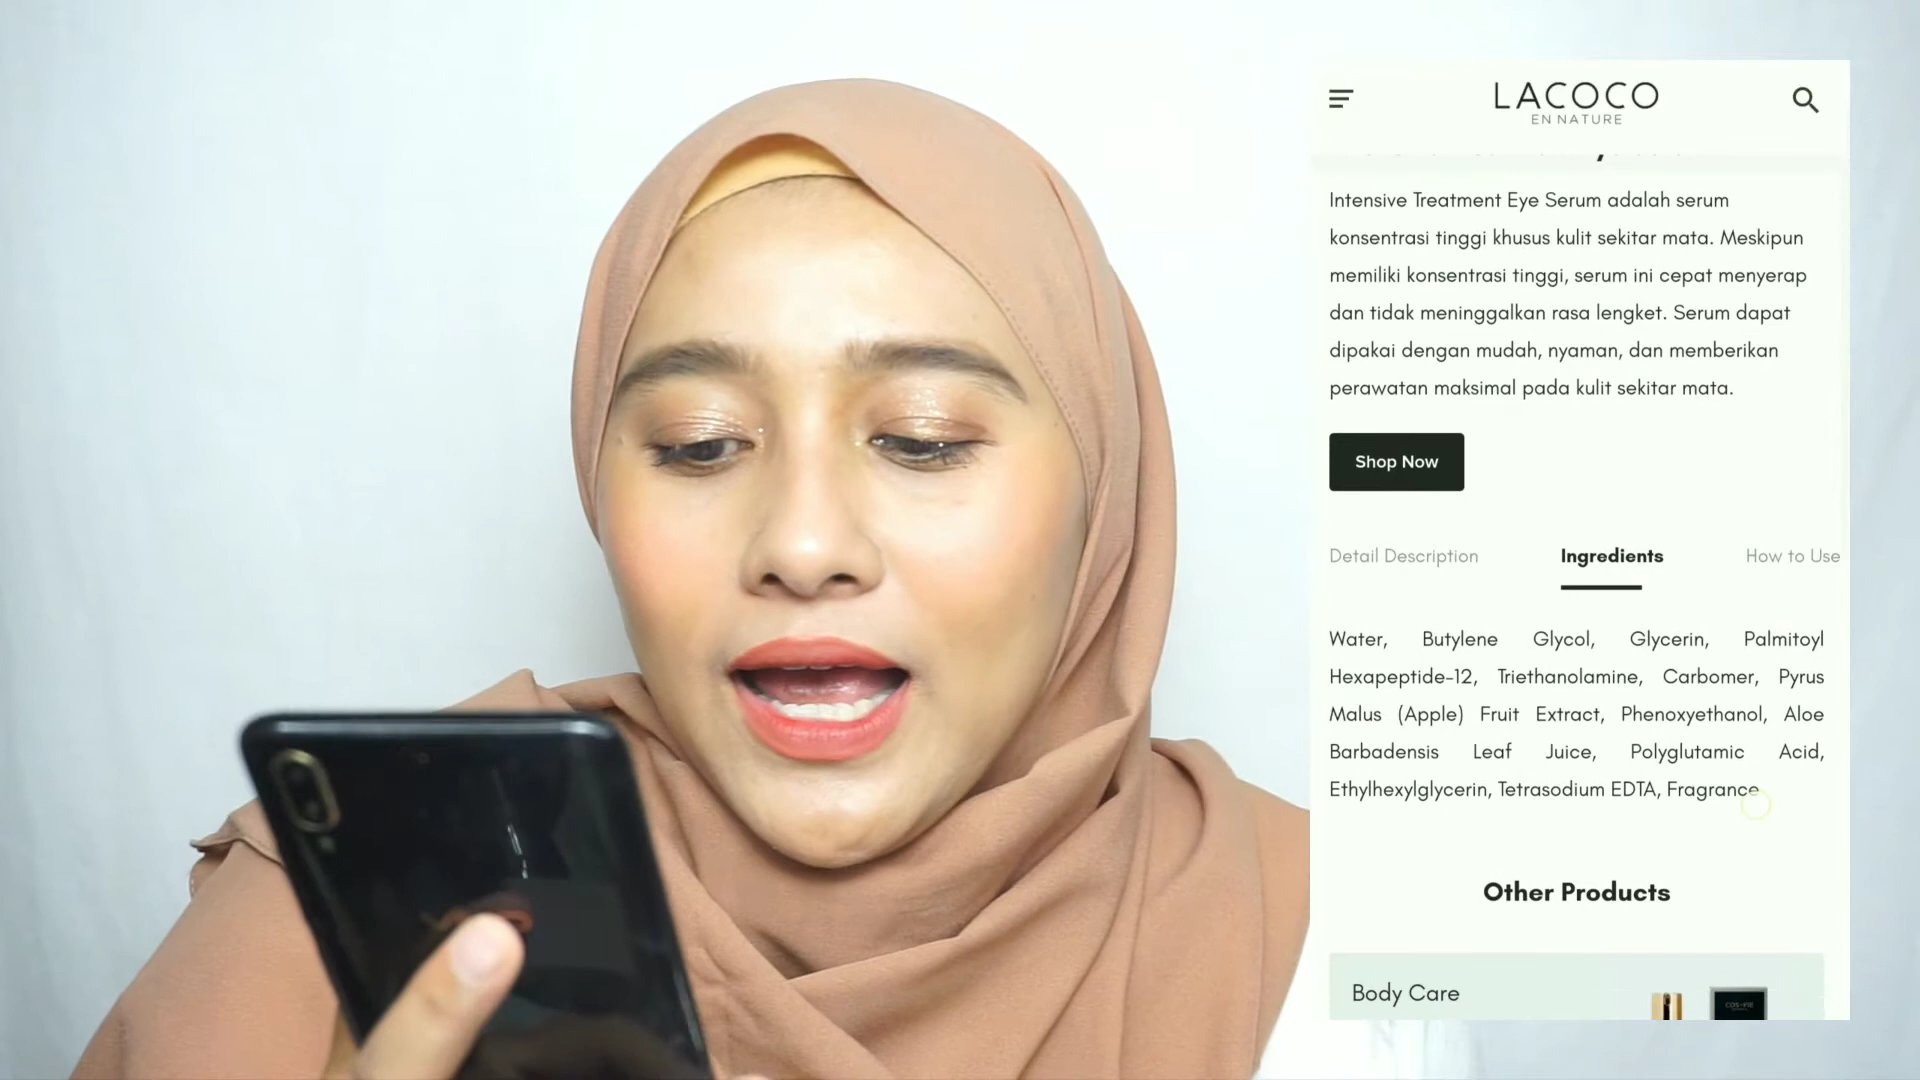 LACOCO
EN NATURE
Intensive Treatment Eye Serum adalah serum
konsentrasi tinggi khusus kulit sekitar mata. Meskipun
memiliki konsentrasi tinggi, serum ini cepat menyerap
dan tidak meninggalkan rasa lengket. Serum dapat
dipakai dengan mudah, nyaman, dan memberikan
perawatan maksimal pada kulit sekitar mata.
Shop Now
Detail Description Ingredients How to Use
Water, Butylene Glycol, Glycerin, Palmitoyl
Hexapeptide-12, Triethanolamine, Carbomer, Pyrus
Malus (Apple) Fruit Extract, Phenoxyethanol, Aloe
Barbadensis Leaf Juice, Polyglutamic Acid,
Ethylhexylglycerin, Tetrasodium EDTA, Fragrance
Other Products
Body Care